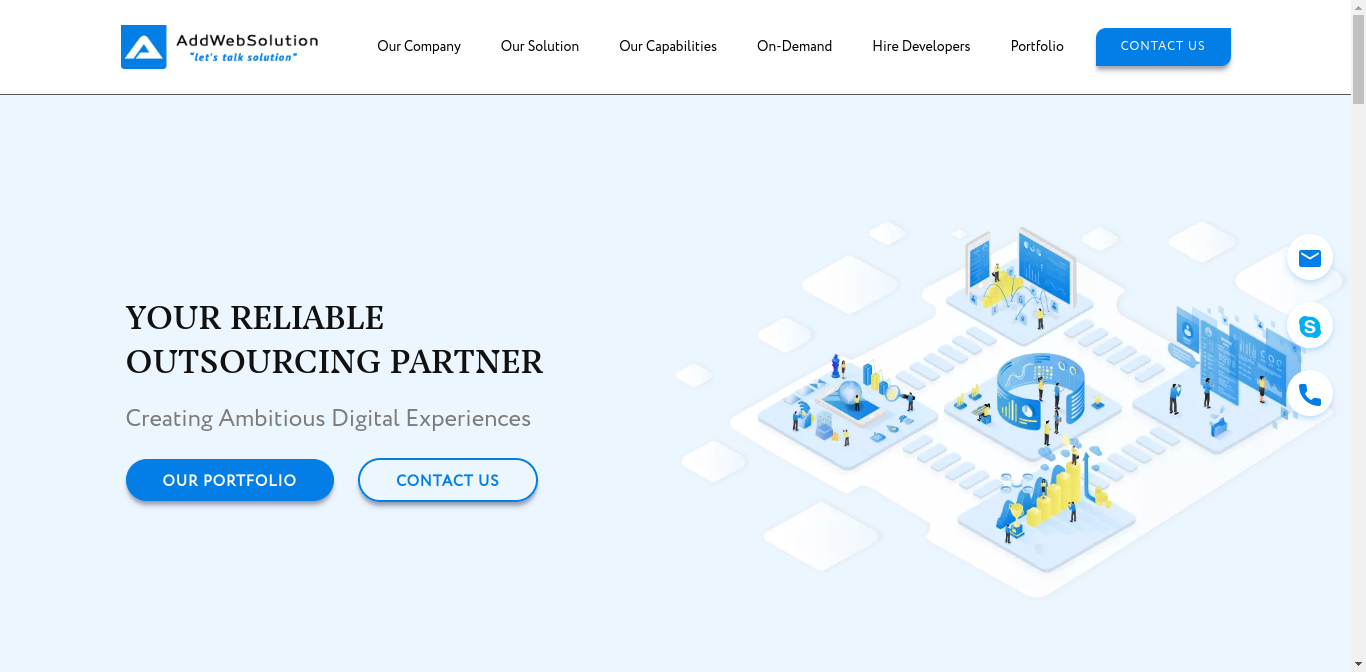 AddWebSolution
"let's talk solution"
Our Company
Our Solution
Our Capabilities
On-Demand
Hire Developers
Portfolio
CONTACT US
YOUR RELIABLE
OUTSOURCING PARTNER
Creating Ambitious Digital Experiences
OUR PORTFOLIO
CONTACT US